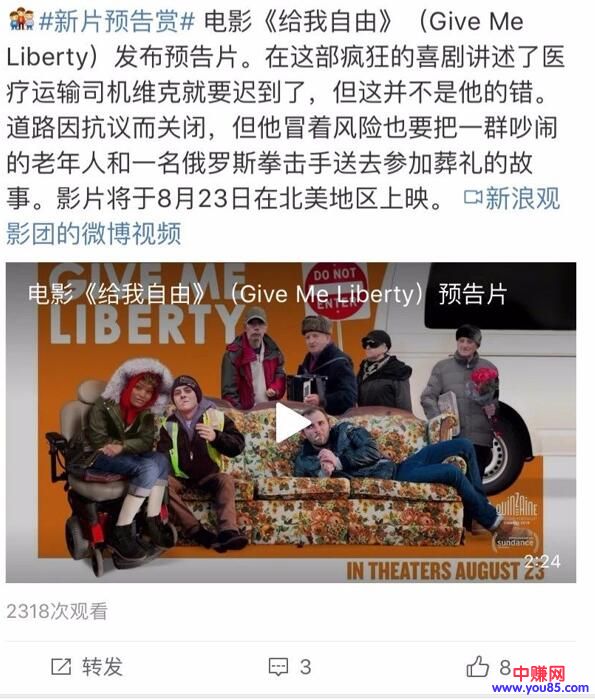 #新片预告赏# 电影《给我自由》（Give Me
Liberty）发布预告片。在这部疯狂的喜剧讲述了医
疗运输司机维克就要迟到了，但这并不是他的错。
道路因抗议而关闭，但他冒着风险也要把一群吵闹
的老年人和一名俄罗斯拳击手送去参加葬礼的故
事。影片将于8月23日在北美地区上映。 新浪观
影团的微博视频
GIVE ME
电影《给我自由》（Give Me Liberty）预告片
LIBERTY
DO NOT
ENTER
QUINZAINE
sundance
2:24
IN THEATERS AUGUST 23
2318次观看
转发
3
8
中赚网
www.you85.com